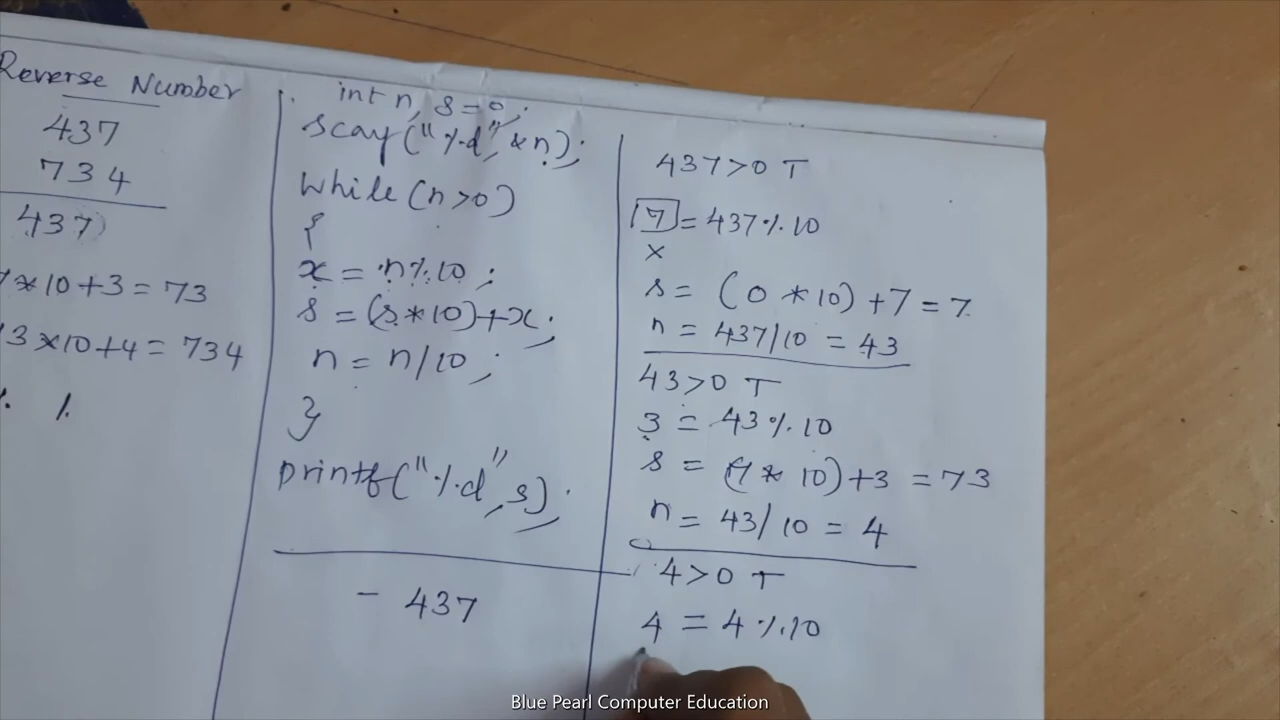 Reverse Number
437
734
437)
7*10+3=73
73×10+4=734
% %
int n, s=0;
scanf("%d", &n);
while(n>0)
{
x = n%10 ;
s = (s*10)+x;
n = n/10 ;
}
printf("%d", s);
- 437
437>0 T
7 = 437%10
x
s = (0 *10) +7 = 7
n = 437/10 = 43
43>0 T
3 = 43%10
s = (7* 10)+3 = 73
n = 43/10 = 4
4>0 T
4 = 4%10
Blue Pearl Computer Education